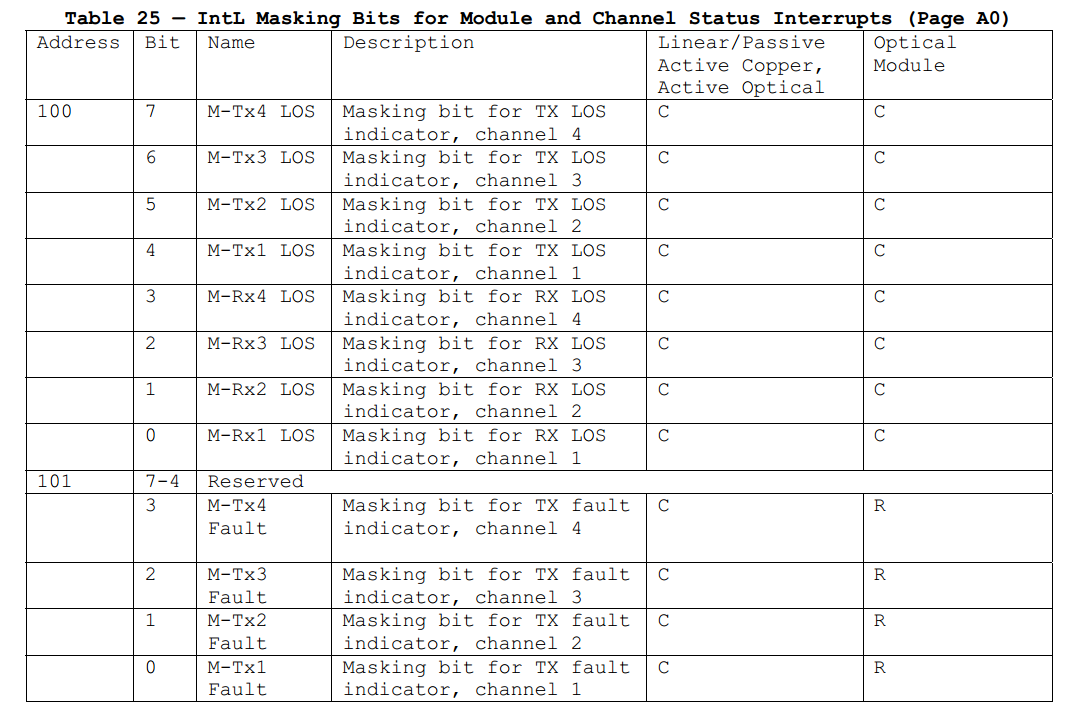 Table 25 — IntL Masking Bits for Module and Channel Status Interrupts (Page A0)
Address Bit Name Description Linear/Passive Active Copper, Active Optical Optical Module
100 7 M-Tx4 LOS Masking bit for TX LOS indicator, channel 4 C C
6 M-Tx3 LOS Masking bit for TX LOS indicator, channel 3 C C
5 M-Tx2 LOS Masking bit for TX LOS indicator, channel 2 C C
4 M-Tx1 LOS Masking bit for TX LOS indicator, channel 1 C C
3 M-Rx4 LOS Masking bit for RX LOS indicator, channel 4 C C
2 M-Rx3 LOS Masking bit for RX LOS indicator, channel 3 C C
1 M-Rx2 LOS Masking bit for RX LOS indicator, channel 2 C C
0 M-Rx1 LOS Masking bit for RX LOS indicator, channel 1 C C
101 7-4 Reserved
3 M-Tx4 Fault Masking bit for TX fault indicator, channel 4 C R
2 M-Tx3 Fault Masking bit for TX fault indicator, channel 3 C R
1 M-Tx2 Fault Masking bit for TX fault indicator, channel 2 C R
0 M-Tx1 Fault Masking bit for TX fault indicator, channel 1 C R